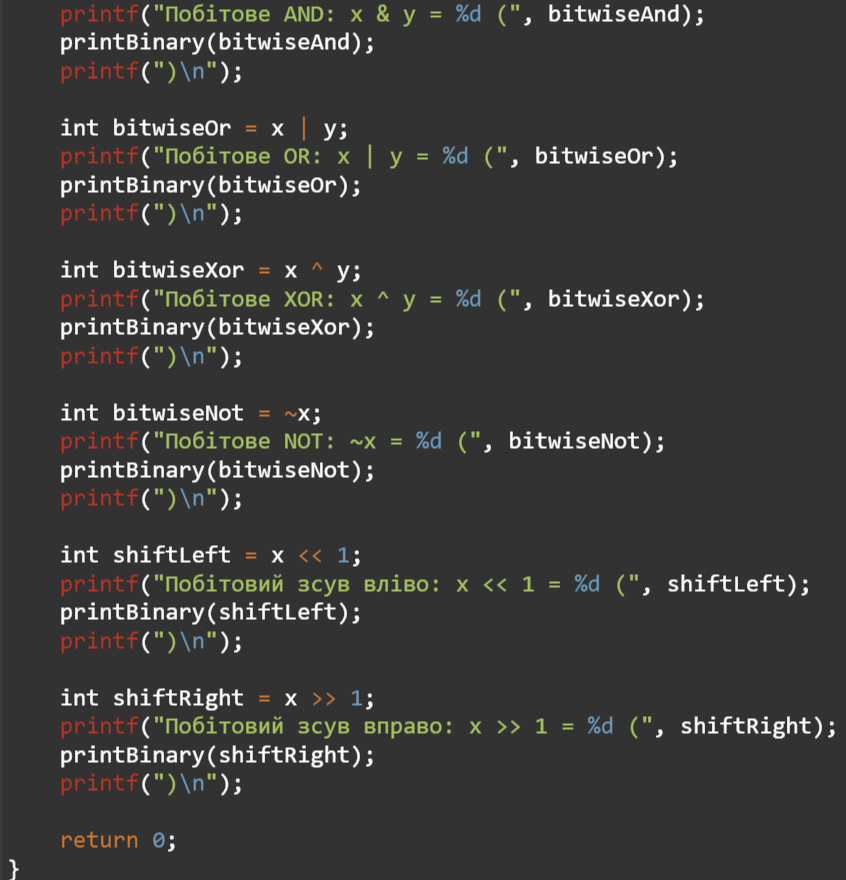 printf("Побітове AND: x & y = %d (", bitwiseAnd);
printBinary(bitwiseAnd);
printf(")\n");
int bitwiseOr = x | y;
printf("Побітове OR: x | y = %d (", bitwiseOr);
printBinary(bitwiseOr);
printf(")\n");
int bitwiseXor = x ^ y;
printf("Побітове XOR: x ^ y = %d (", bitwiseXor);
printBinary(bitwiseXor);
printf(")\n");
int bitwiseNot = ~x;
printf("Побітове NOT: ~x = %d (", bitwiseNot);
printBinary(bitwiseNot);
printf(")\n");
int shiftLeft = x << 1;
printf("Побітовий зсув вліво: x << 1 = %d (", shiftLeft);
printBinary(shiftLeft);
printf(")\n");
int shiftRight = x >> 1;
printf("Побітовий зсув вправо: x >> 1 = %d (", shiftRight);
printBinary(shiftRight);
printf(")\n");
return 0;
}